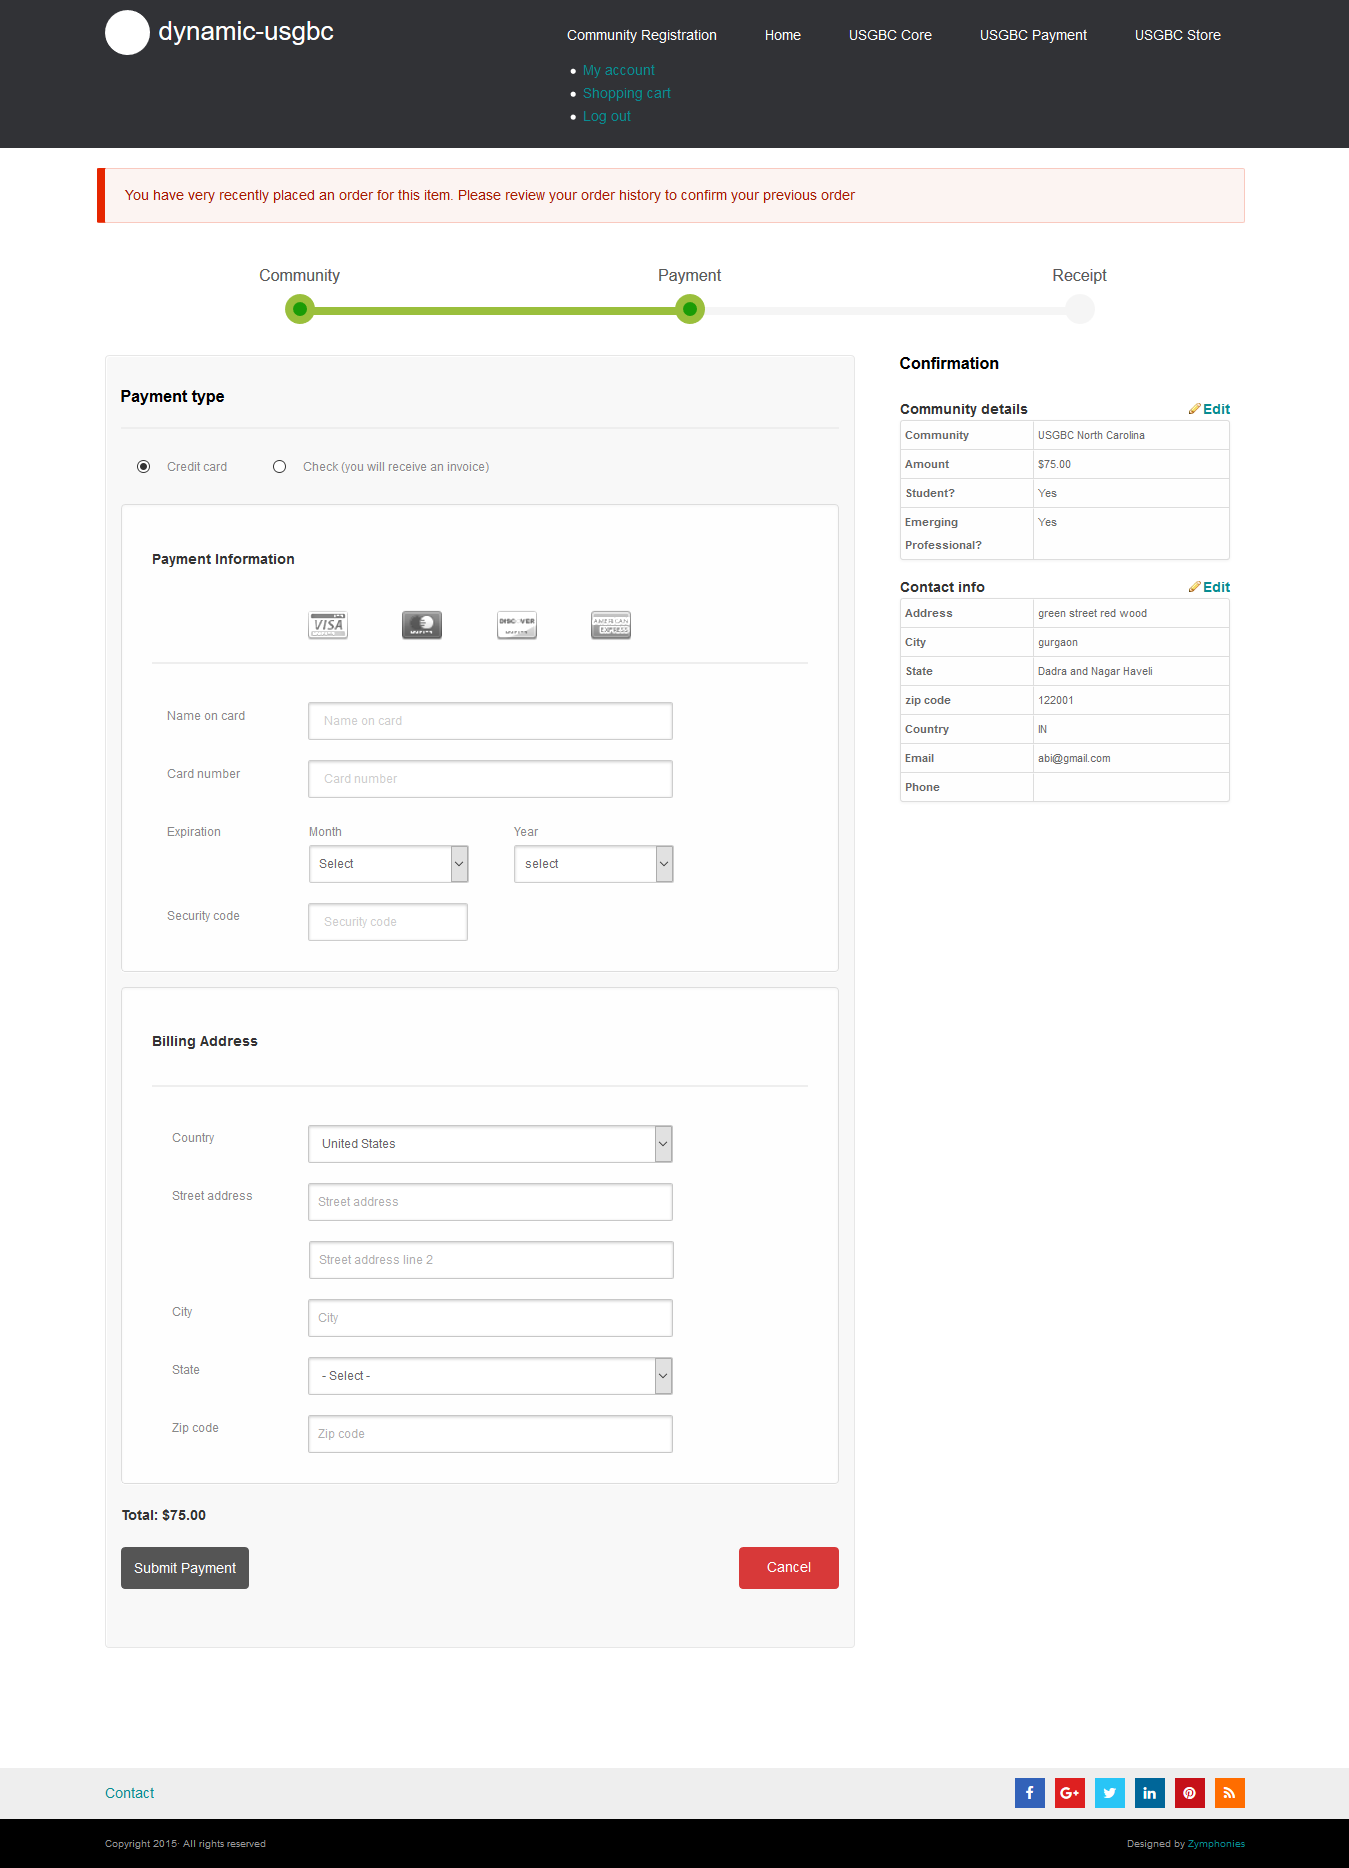 dynamic-usgbc
Community Registration Home USGBC Core USGBC Payment USGBC Store
My account
Shopping cart
Log out
You have very recently placed an order for this item. Please review your order history to confirm your previous order
Community Payment Receipt
Payment type
Credit card Check (you will receive an invoice)
Payment Information
VISA DISCOVER AMERICAN EXPRESS
Name on card Name on card
Card number Card number
Expiration Month Year
Select select
Security code Security code
Billing Address
Country United States
Street address Street address
Street address line 2
City City
State - Select -
Zip code Zip code
Total: $75.00
Submit Payment Cancel
Confirmation
Community details Edit
Community USGBC North Carolina
Amount $75.00
Student? Yes
Emerging Yes
Professional?
Contact info Edit
Address green street red wood
City gurgaon
State Dadra and Nagar Haveli
zip code 122001
Country IN
Email abi@gmail.com
Phone
Contact
f G+ in
Copyright 2015· All rights reserved Designed by Zymphonies